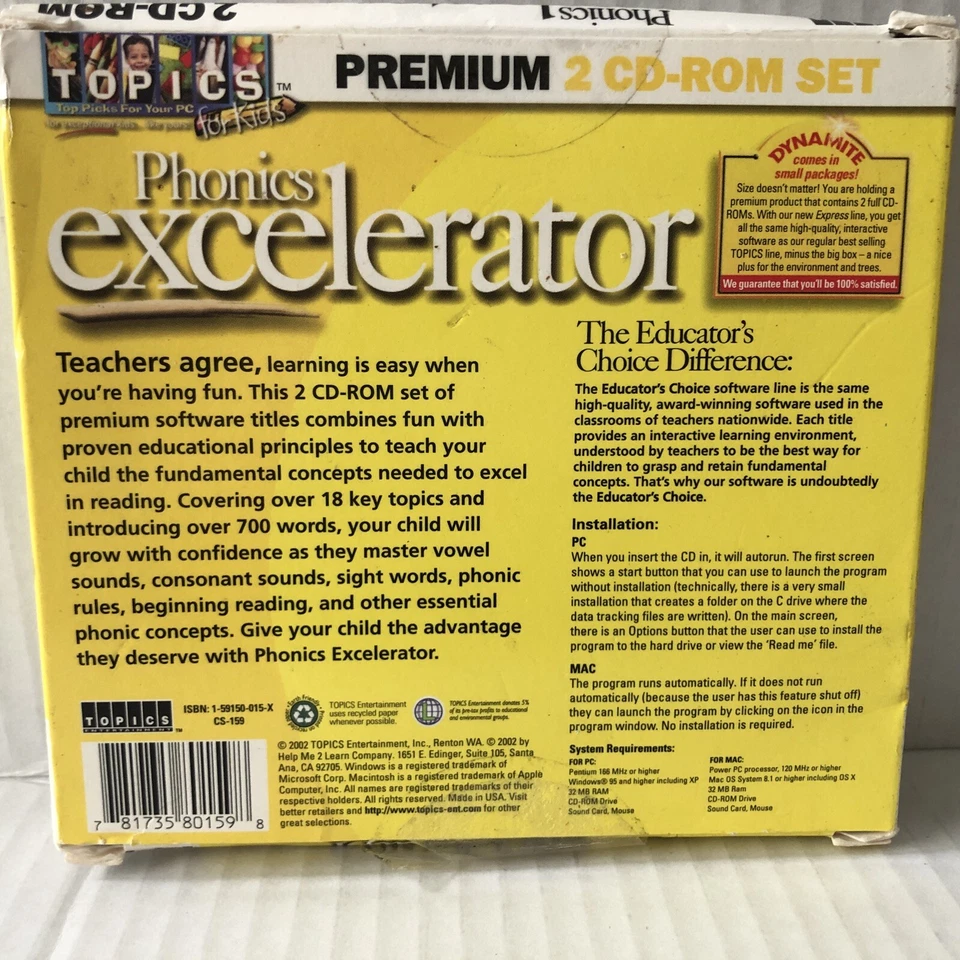 2 CD-ROM
Phonics 1
TOPICS™
Top Picks For Your PC
for Kids
PREMIUM 2 CD-ROM SET
Phonics
excelerator
DYNAMITE
comes in
small packages!
Size doesn't matter! You are holding a
premium product that contains 2 full CD-
ROMs. With our new Express line, you get
all the same high-quality, interactive
software as our regular best selling
TOPICS line, minus the big box – a nice
plus for the environment and trees.
We guarantee that you'll be 100% satisfied.
Teachers agree, learning is easy when
you're having fun. This 2 CD-ROM set of
premium software titles combines fun with
proven educational principles to teach your
child the fundamental concepts needed to excel
in reading. Covering over 18 key topics and
introducing over 700 words, your child will
grow with confidence as they master vowel
sounds, consonant sounds, sight words, phonic
rules, beginning reading, and other essential
phonic concepts. Give your child the advantage
they deserve with Phonics Excelerator.
The Educator's
Choice Difference:
The Educator's Choice software line is the same
high-quality, award-winning software used in the
classrooms of teachers nationwide. Each title
provides an interactive learning environment,
understood by teachers to be the best way for
children to grasp and retain fundamental
concepts. That's why our software is undoubtedly
the Educator's Choice.
Installation:
PC
When you insert the CD in, it will autorun. The first screen
shows a start button that you can use to launch the program
without installation (technically, there is a very small
installation that creates a folder on the C drive where the
data tracking files are written). On the main screen,
there is an Options button that the user can use to install the
program to the hard drive or view the 'Read me' file.
MAC
The program runs automatically. If it does not run
automatically (because the user has this feature shut off)
they can launch the program by clicking on the icon in the
program window. No installation is required.
System Requirements:
FOR PC:
Pentium 166 MHz or higher
Windows® 95 and higher including XP
32 MB RAM
CD-ROM Drive
Sound Card, Mouse
FOR MAC:
Power PC processor, 120 MHz or higher
Mac OS System 8.1 or higher including OS X
32 MB Ram
CD-ROM Drive
Sound Card, Mouse
TOPICS
ENTERTAINMENT™
ISBN: 1-59150-015-X
CS-159
TOPICS Entertainment
uses recycled paper
whenever possible.
TOPICS Entertainment donates 5%
of its pre-tax profits to educational
and environmental groups.
© 2002 TOPICS Entertainment, Inc., Renton WA. © 2002 by
Help Me 2 Learn Company. 1651 E. Edinger, Suite 105, Santa
Ana, CA 92705. Windows is a registered trademark of
Microsoft Corp. Macintosh is a registered trademark of Apple
Computer, Inc. All names are registered trademarks of their
respective holders. All rights reserved. Made in USA. Visit
better retailers and http://www.topics-ent.com for other
great selections.
7 81735 80159 8